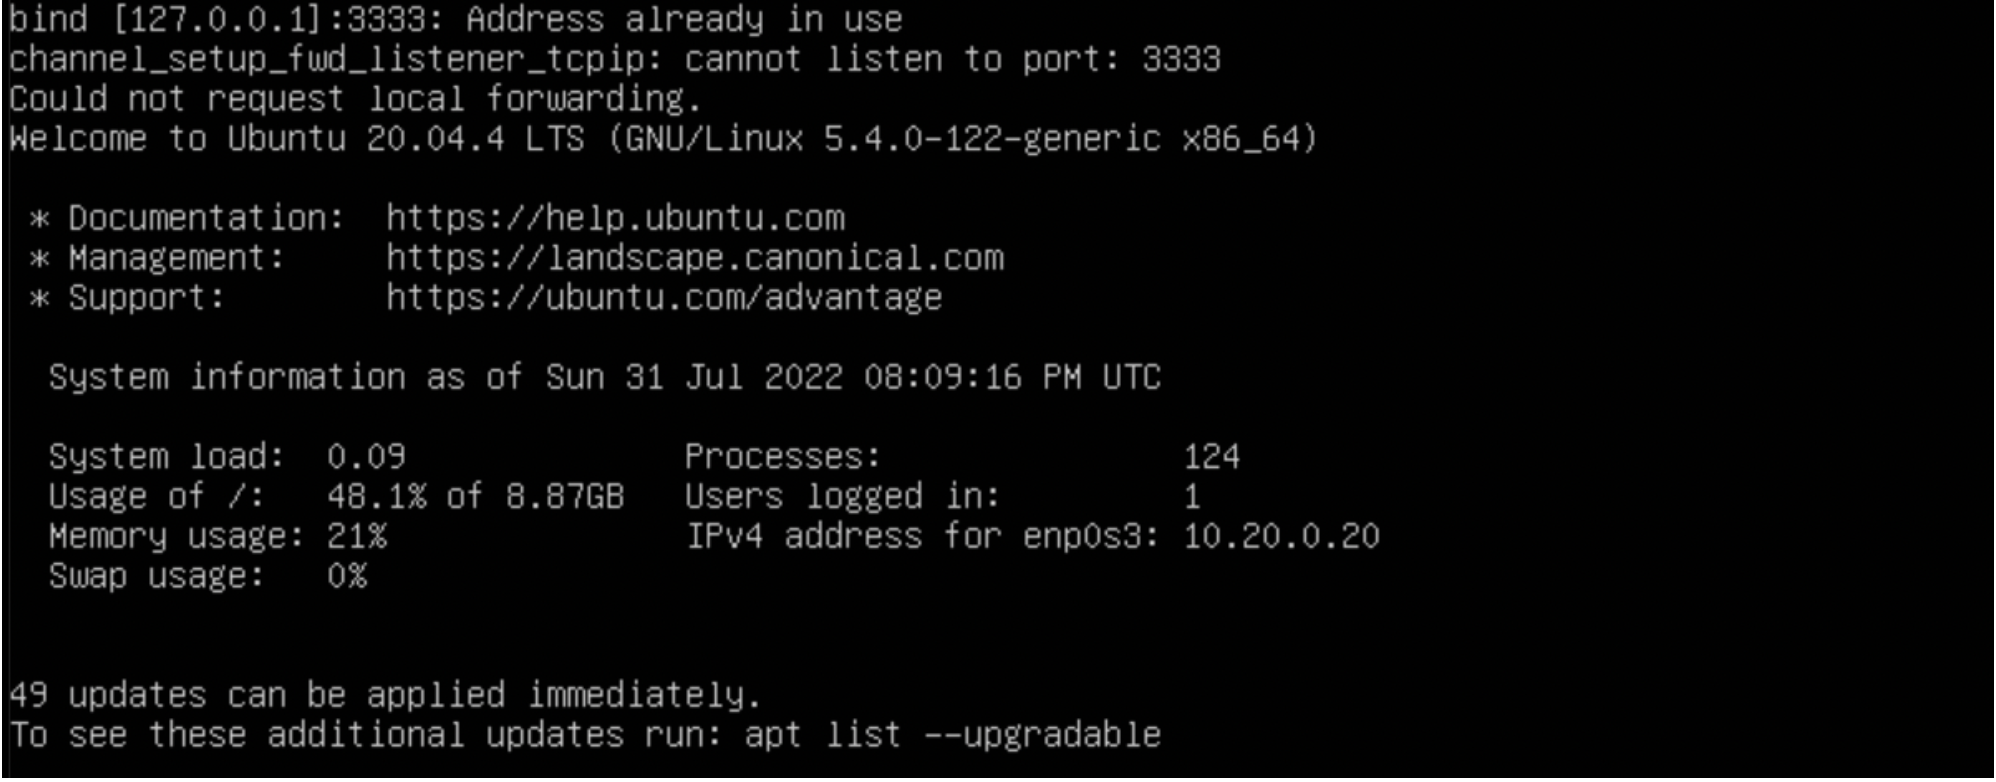 bind [127.0.0.1]:3333: Address already in use
channel_setup_fwd_listener_tcpip: cannot listen to port: 3333
Could not request local forwarding.
Welcome to Ubuntu 20.04.4 LTS (GNU/Linux 5.4.0-122-generic x86_64)

 * Documentation:  https://help.ubuntu.com
 * Management:     https://landscape.canonical.com
 * Support:        https://ubuntu.com/advantage

  System information as of Sun 31 Jul 2022 08:09:16 PM UTC

  System load:  0.09              Processes:               124
  Usage of /:   48.1% of 8.87GB   Users logged in:         1
  Memory usage: 21%               IPv4 address for enp0s3: 10.20.0.20
  Swap usage:   0%

49 updates can be applied immediately.
To see these additional updates run: apt list --upgradable